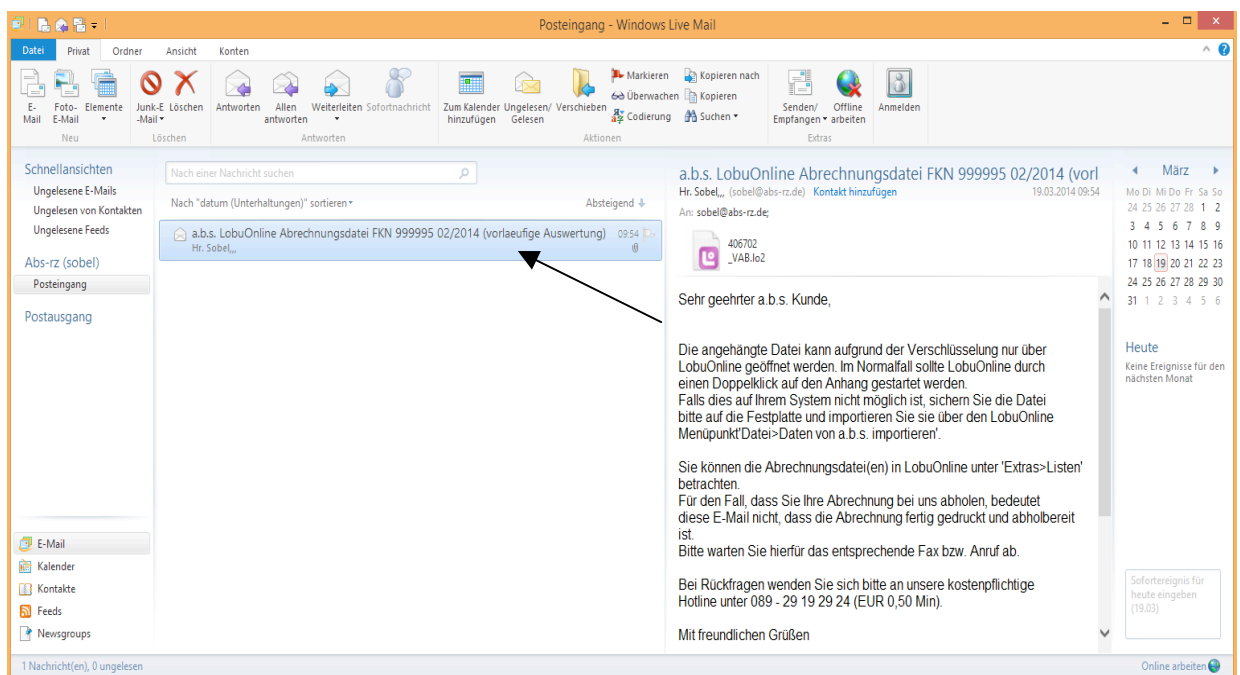 Posteingang - Windows Live Mail
Datei Privat Ordner Ansicht Konten
E-Mail
Foto-E-Mail
Elemente
Neu
Junk-E-Mail
Löschen
Löschen
Antworten
Allen antworten
Weiterleiten
Sofortnachricht
Antworten
Zum Kalender hinzufügen
Ungelesen/Gelesen
Verschieben
Markieren
Überwachen
Codierung
Kopieren nach
Kopieren
Suchen
Aktionen
Senden/Empfangen
Offline arbeiten
Anmelden
Extras
Schnellansichten
Ungelesene E-Mails
Ungelesen von Kontakten
Ungelesene Feeds
Abs-rz (sobel)
Posteingang
Postausgang
E-Mail
Kalender
Kontakte
Feeds
Newsgroups
Nach einer Nachricht suchen
Nach "datum (Unterhaltungen)" sortieren Absteigend
a.b.s. LobuOnline Abrechnungsdatei FKN 999995 02/2014 (vorlaeufige Auswertung) 09:54
Hr. Sobel,,,
a.b.s. LobuOnline Abrechnungsdatei FKN 999995 02/2014 (vorl
Hr. Sobel,,, (sobel@abs-rz.de) Kontakt hinzufügen 19.03.2014 09:54
An: sobel@abs-rz.de;
406702
_VAB.lo2
Sehr geehrter a.b.s. Kunde,
Die angehängte Datei kann aufgrund der Verschlüsselung nur über
LobuOnline geöffnet werden. Im Normalfall sollte LobuOnline durch
einen Doppelklick auf den Anhang gestartet werden.
Falls dies auf Ihrem System nicht möglich ist, sichern Sie die Datei
bitte auf die Festplatte und importieren Sie sie über den LobuOnline
Menüpunkt'Datei>Daten von a.b.s. importieren'.
Sie können die Abrechnungsdatei(en) in LobuOnline unter 'Extras>Listen'
betrachten.
Für den Fall, dass Sie Ihre Abrechnung bei uns abholen, bedeutet
diese E-Mail nicht, dass die Abrechnung fertig gedruckt und abholbereit
ist.
Bitte warten Sie hierfür das entsprechende Fax bzw. Anruf ab.
Bei Rückfragen wenden Sie sich bitte an unsere kostenpflichtige
Hotline unter 089 - 29 19 29 24 (EUR 0,50 Min).
Mit freundlichen Grüßen
März
Mo Di Mi Do Fr Sa So
24 25 26 27 28 1 2
3 4 5 6 7 8 9
10 11 12 13 14 15 16
17 18 19 20 21 22 23
24 25 26 27 28 29 30
31 1 2 3 4 5 6
Heute
Keine Ereignisse für den
nächsten Monat
Sofortereignis für
heute eingeben
(19.03)
1 Nachricht(en), 0 ungelesen
Online arbeiten